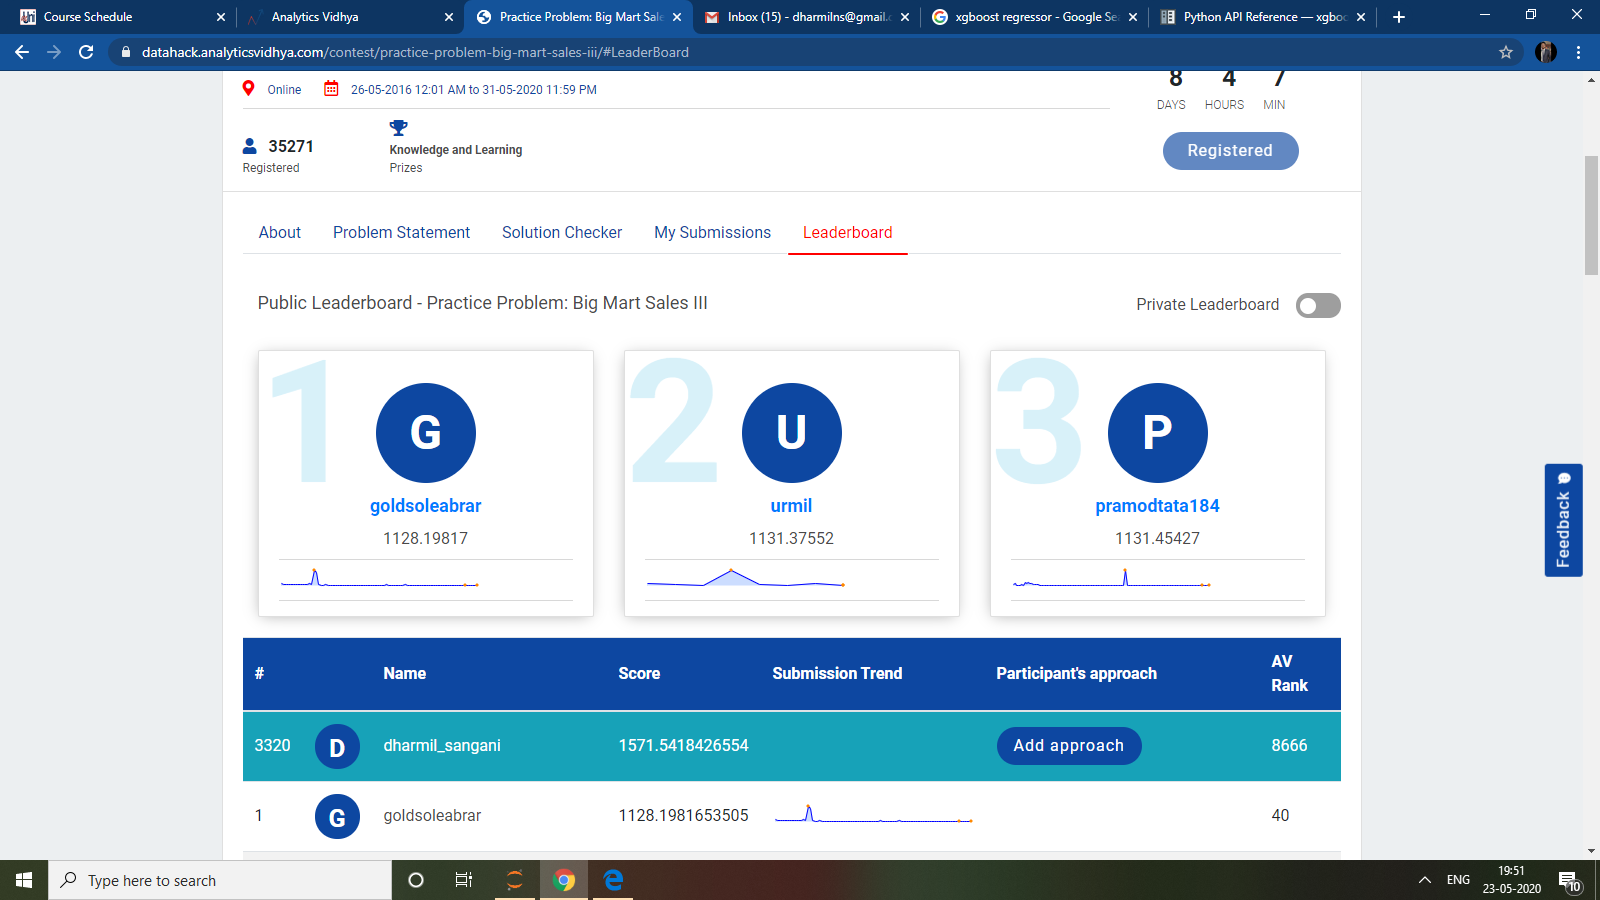 Course Schedule
Analytics Vidhya
Practice Problem: Big Mart Sale
Inbox (15) - dharmilns@gmail.c
xgboost regressor - Google Se
Python API Reference — xgboo
datahack.analyticsvidhya.com/contest/practice-problem-big-mart-sales-iii/#LeaderBoard
Online
26-05-2016 12:01 AM to 31-05-2020 11:59 PM
8 4 7
DAYS HOURS MIN
35271
Registered
Knowledge and Learning
Prizes
Registered
About Problem Statement Solution Checker My Submissions Leaderboard
Public Leaderboard - Practice Problem: Big Mart Sales III
Private Leaderboard
1
G
goldsoleabrar
1128.19817
2
U
urmil
1131.37552
3
P
pramodtata184
1131.45427
Feedback
# Name Score Submission Trend Participant's approach AV
Rank
3320 D dharmil_sangani 1571.5418426554 Add approach 8666
1 G goldsoleabrar 1128.1981653505 40
Type here to search
ENG
19:51
23-05-2020
10